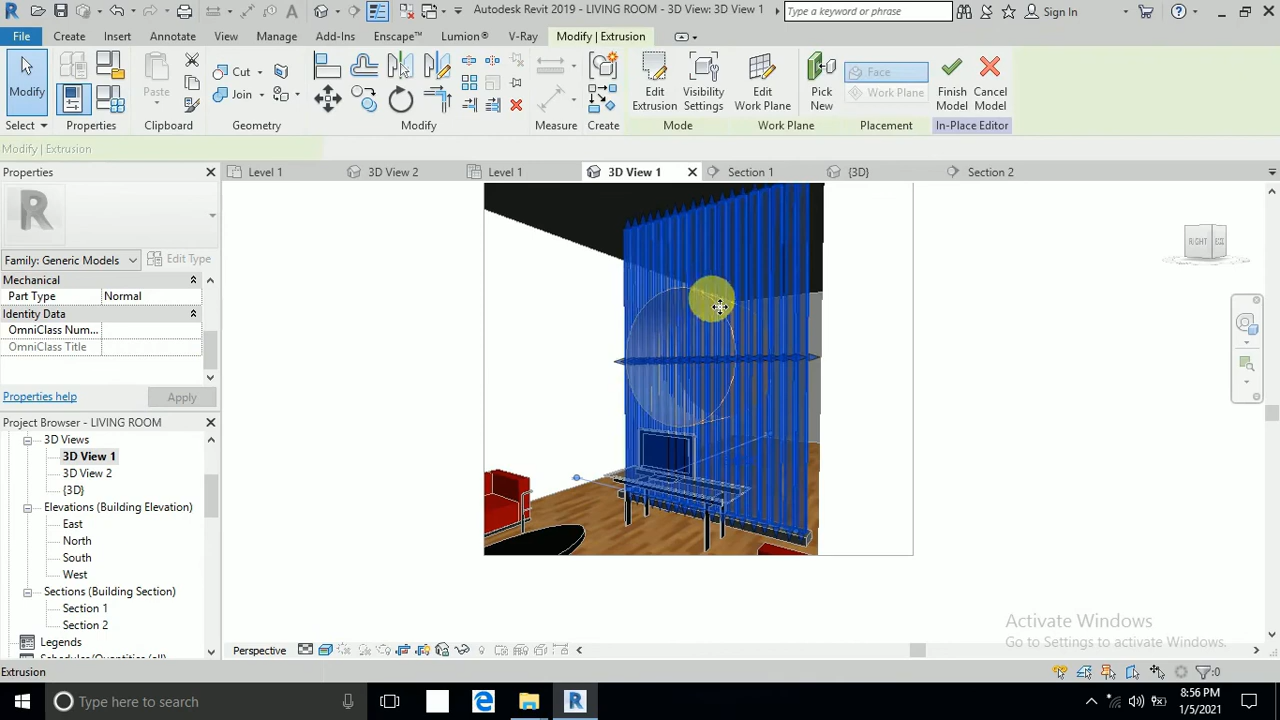 Autodesk Revit 2019 - LIVING ROOM - 3D View: 3D View 1
Type a keyword or phrase
Sign In
File
Create
Insert
Annotate
View
Manage
Add-Ins
Enscape™
Lumion®
V-Ray
Modify | Extrusion
Modify
Select
Properties
Paste
Clipboard
Cut
Join
Geometry
Modify
Measure
Create
Edit
Extrusion
Visibility
Settings
Mode
Edit
Work Plane
Work Plane
Pick
New
Face
Work Plane
Placement
Finish
Model
Cancel
Model
In-Place Editor
Modify | Extrusion
Properties
Level 1
3D View 2
Level 1
3D View 1
Section 1
{3D}
Section 2
Family: Generic Models
Edit Type
Mechanical
Part Type
Normal
Identity Data
OmniClass Num...
OmniClass Title
Properties help
Apply
Project Browser - LIVING ROOM
3D Views
3D View 1
3D View 2
{3D}
Elevations (Building Elevation)
East
North
South
West
Sections (Building Section)
Section 1
Section 2
Legends
RIGHT
Activate Windows
Go to Settings to activate Windows.
Perspective
Extrusion
:0
Type here to search
8:56 PM
1/5/2021